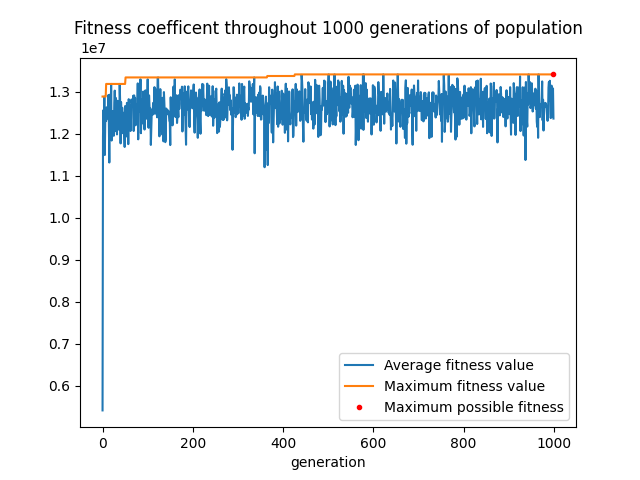 Fitness coefficent throughout 1000 generations of population
1e7
1.3
1.2
1.1
1.0
0.9
0.8
0.7
0.6
0
200
400
600
800
1000
generation
Average fitness value
Maximum fitness value
Maximum possible fitness